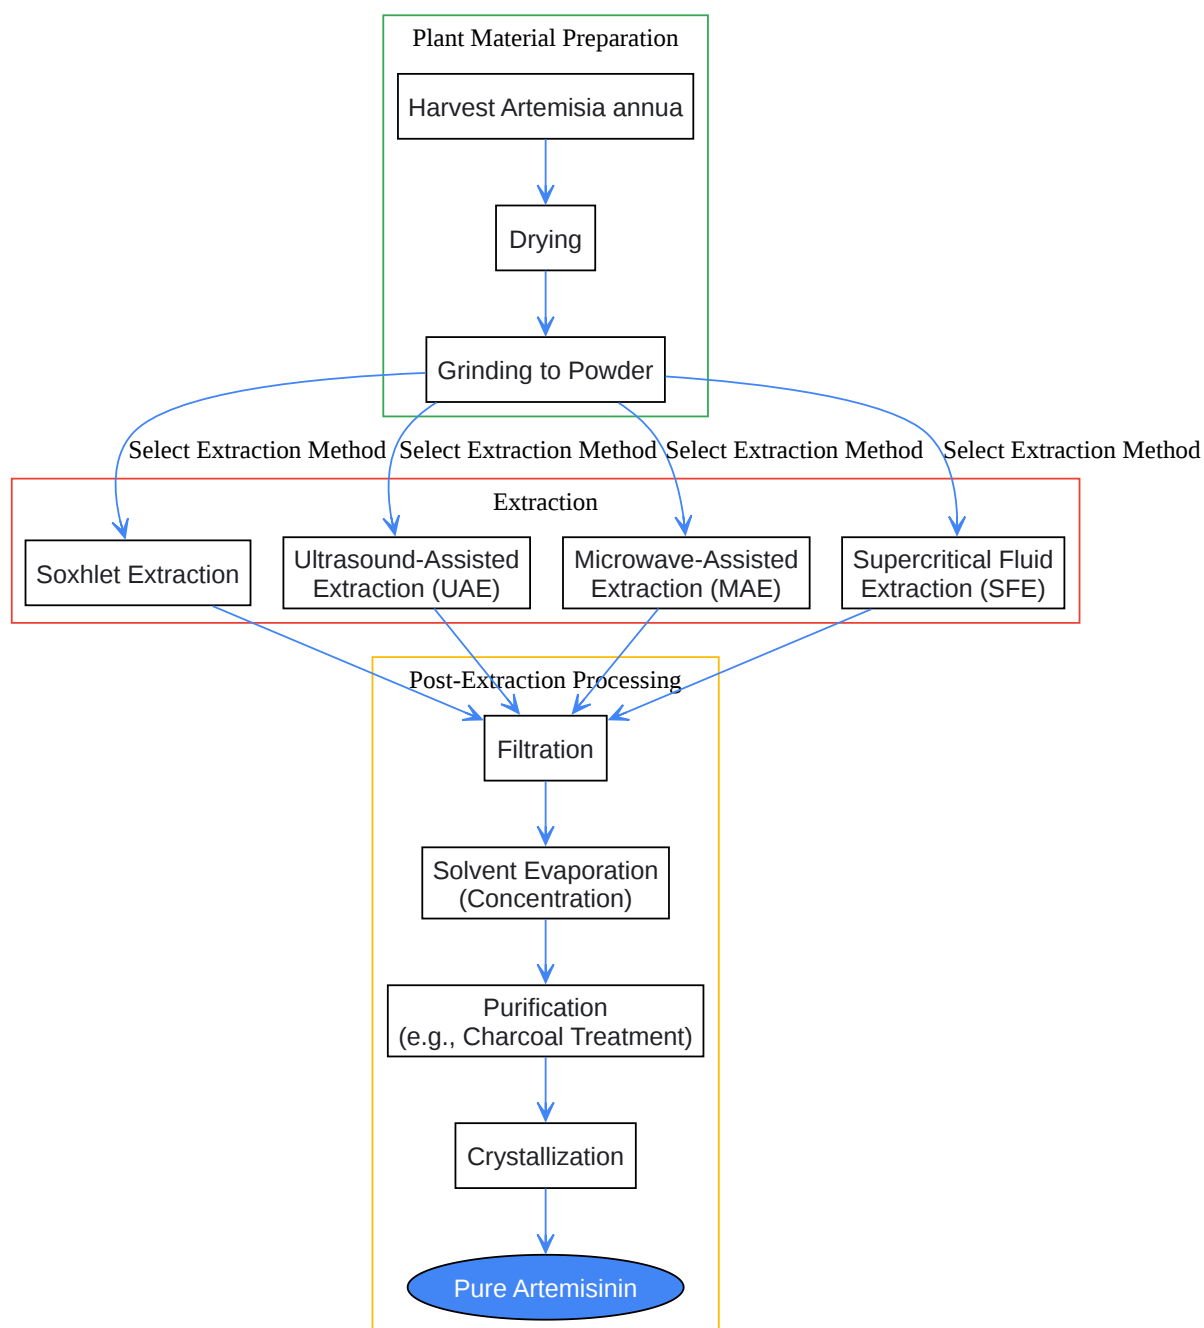 Plant Material Preparation
Harvest Artemisia annua
Drying
Grinding to Powder
Select Extraction Method
Select Extraction Method
Select Extraction Method
Select Extraction Method
Extraction
Soxhlet Extraction
Ultrasound-Assisted
Extraction (UAE)
Microwave-Assisted
Extraction (MAE)
Supercritical Fluid
Extraction (SFE)
Post-Extraction Processing
Filtration
Solvent Evaporation
(Concentration)
Purification
(e.g., Charcoal Treatment)
Crystallization
Pure Artemisinin